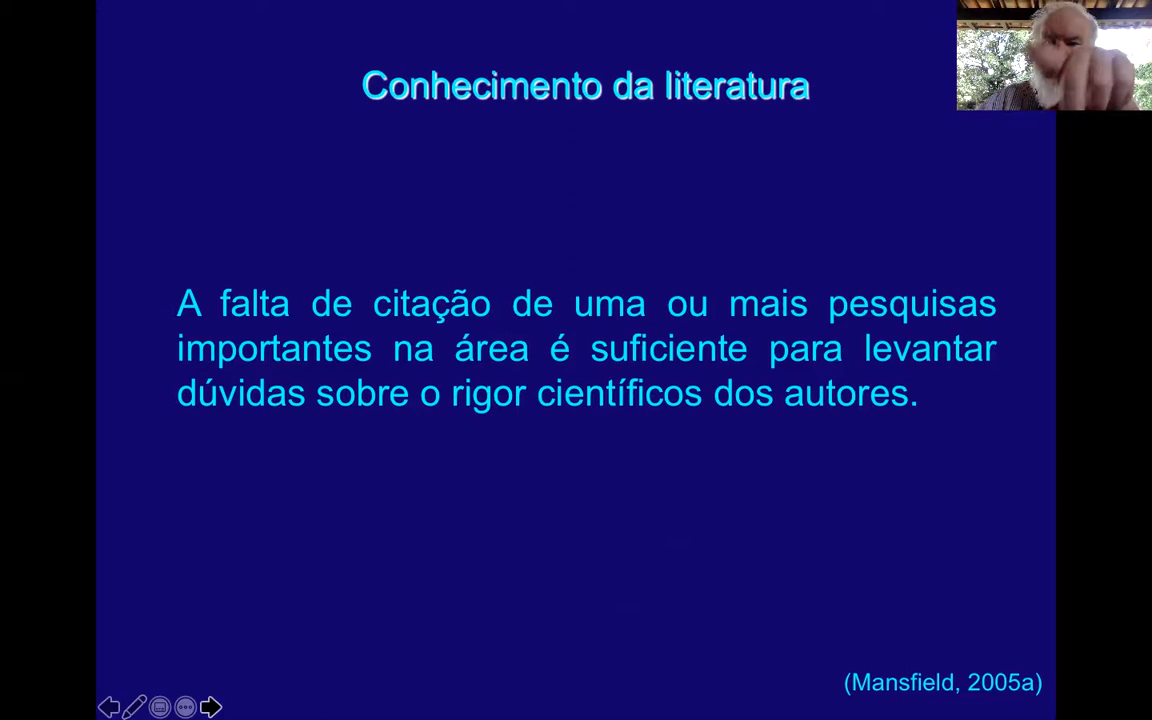 Conhecimento da literatura
A falta de citação de uma ou mais pesquisas
importantes na área é suficiente para levantar
dúvidas sobre o rigor científicos dos autores.
(Mansfield, 2005a)